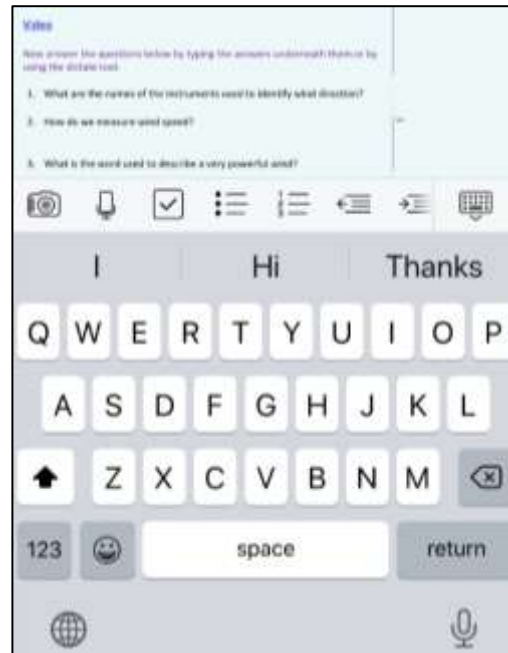 Video
Now answer the questions below by typing the answers underneath them or by
using the dictate tool.
1. What are the names of the instruments used to identify wind direction?
2. How do we measure wind speed?
3. What is the word used to describe a very powerful wind?
I Hi Thanks
Q W E R T Y U I O P
A S D F G H J K L
Z X C V B N M
123 space return